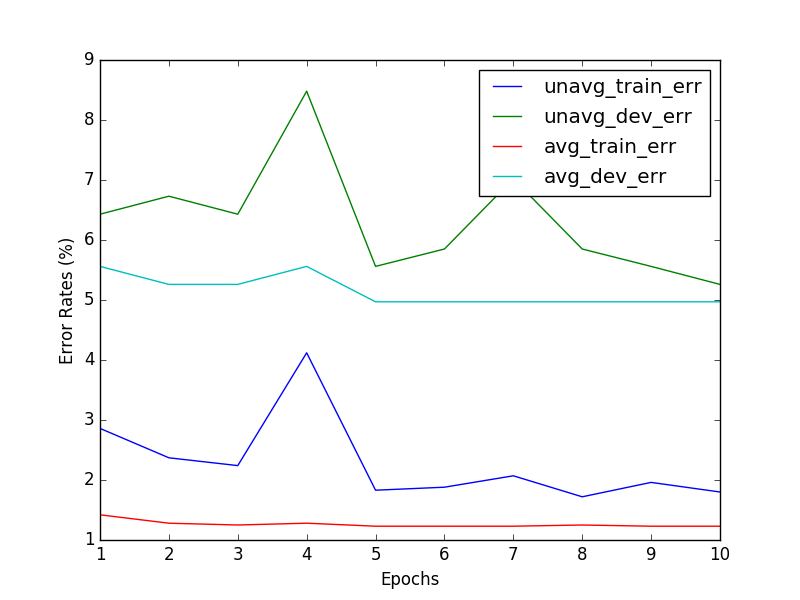 9
8
7
6
5
4
3
2
1
Error Rates (%)
unavg_train_err
unavg_dev_err
avg_train_err
avg_dev_err
1 2 3 4 5 6 7 8 9 10
Epochs